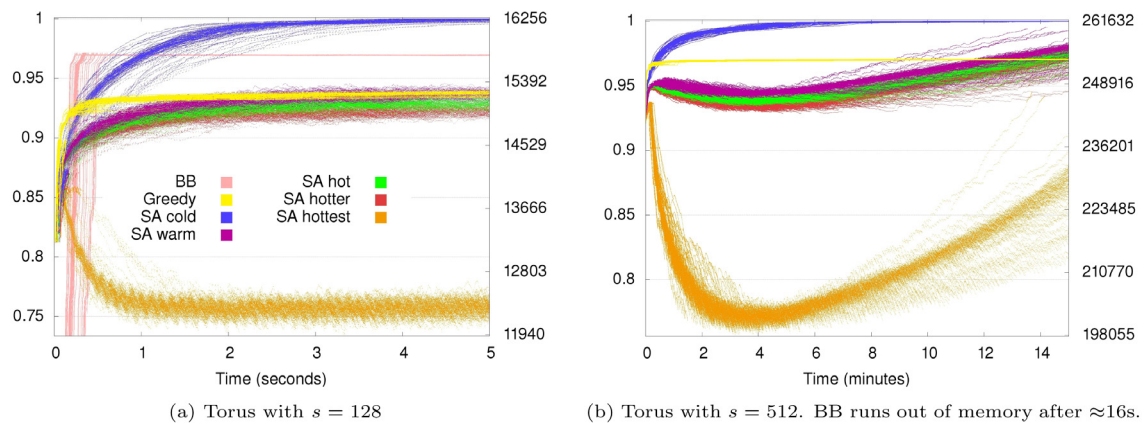 1
0.95
0.9
0.85
0.8
0.75
16256
15392
14529
13666
12803
11940
BB
Greedy
SA cold
SA warm
SA hot
SA hotter
SA hottest
0 1 2 3 4 5
Time (seconds)
(a) Torus with s = 128
1
0.95
0.9
0.85
0.8
261632
248916
236201
223485
210770
198055
0 2 4 6 8 10 12 14
Time (minutes)
(b) Torus with s = 512. BB runs out of memory after ≈16s.